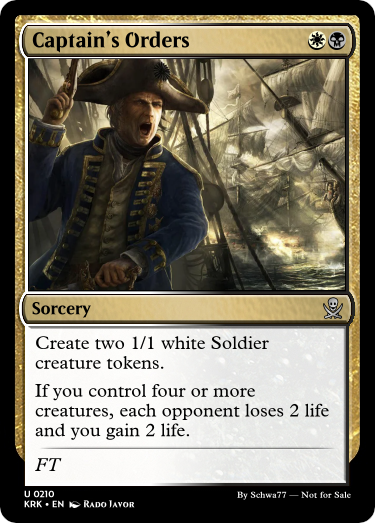 Captain's Orders
Sorcery
Create two 1/1 white Soldier
creature tokens.
If you control four or more
creatures, each opponent loses 2 life
and you gain 2 life.
FT
U 0210
KRK • EN Rado Javor
By Schwa77 — Not for Sale